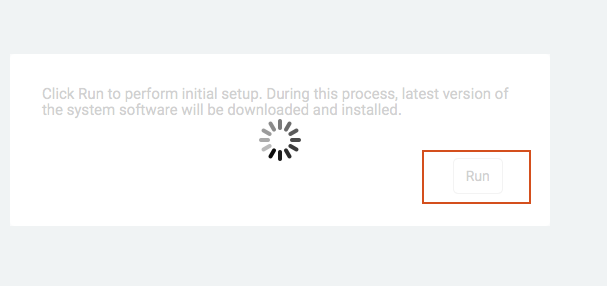 Click Run to perform initial setup. During this process, latest version of
the system software will be downloaded and installed.
Run